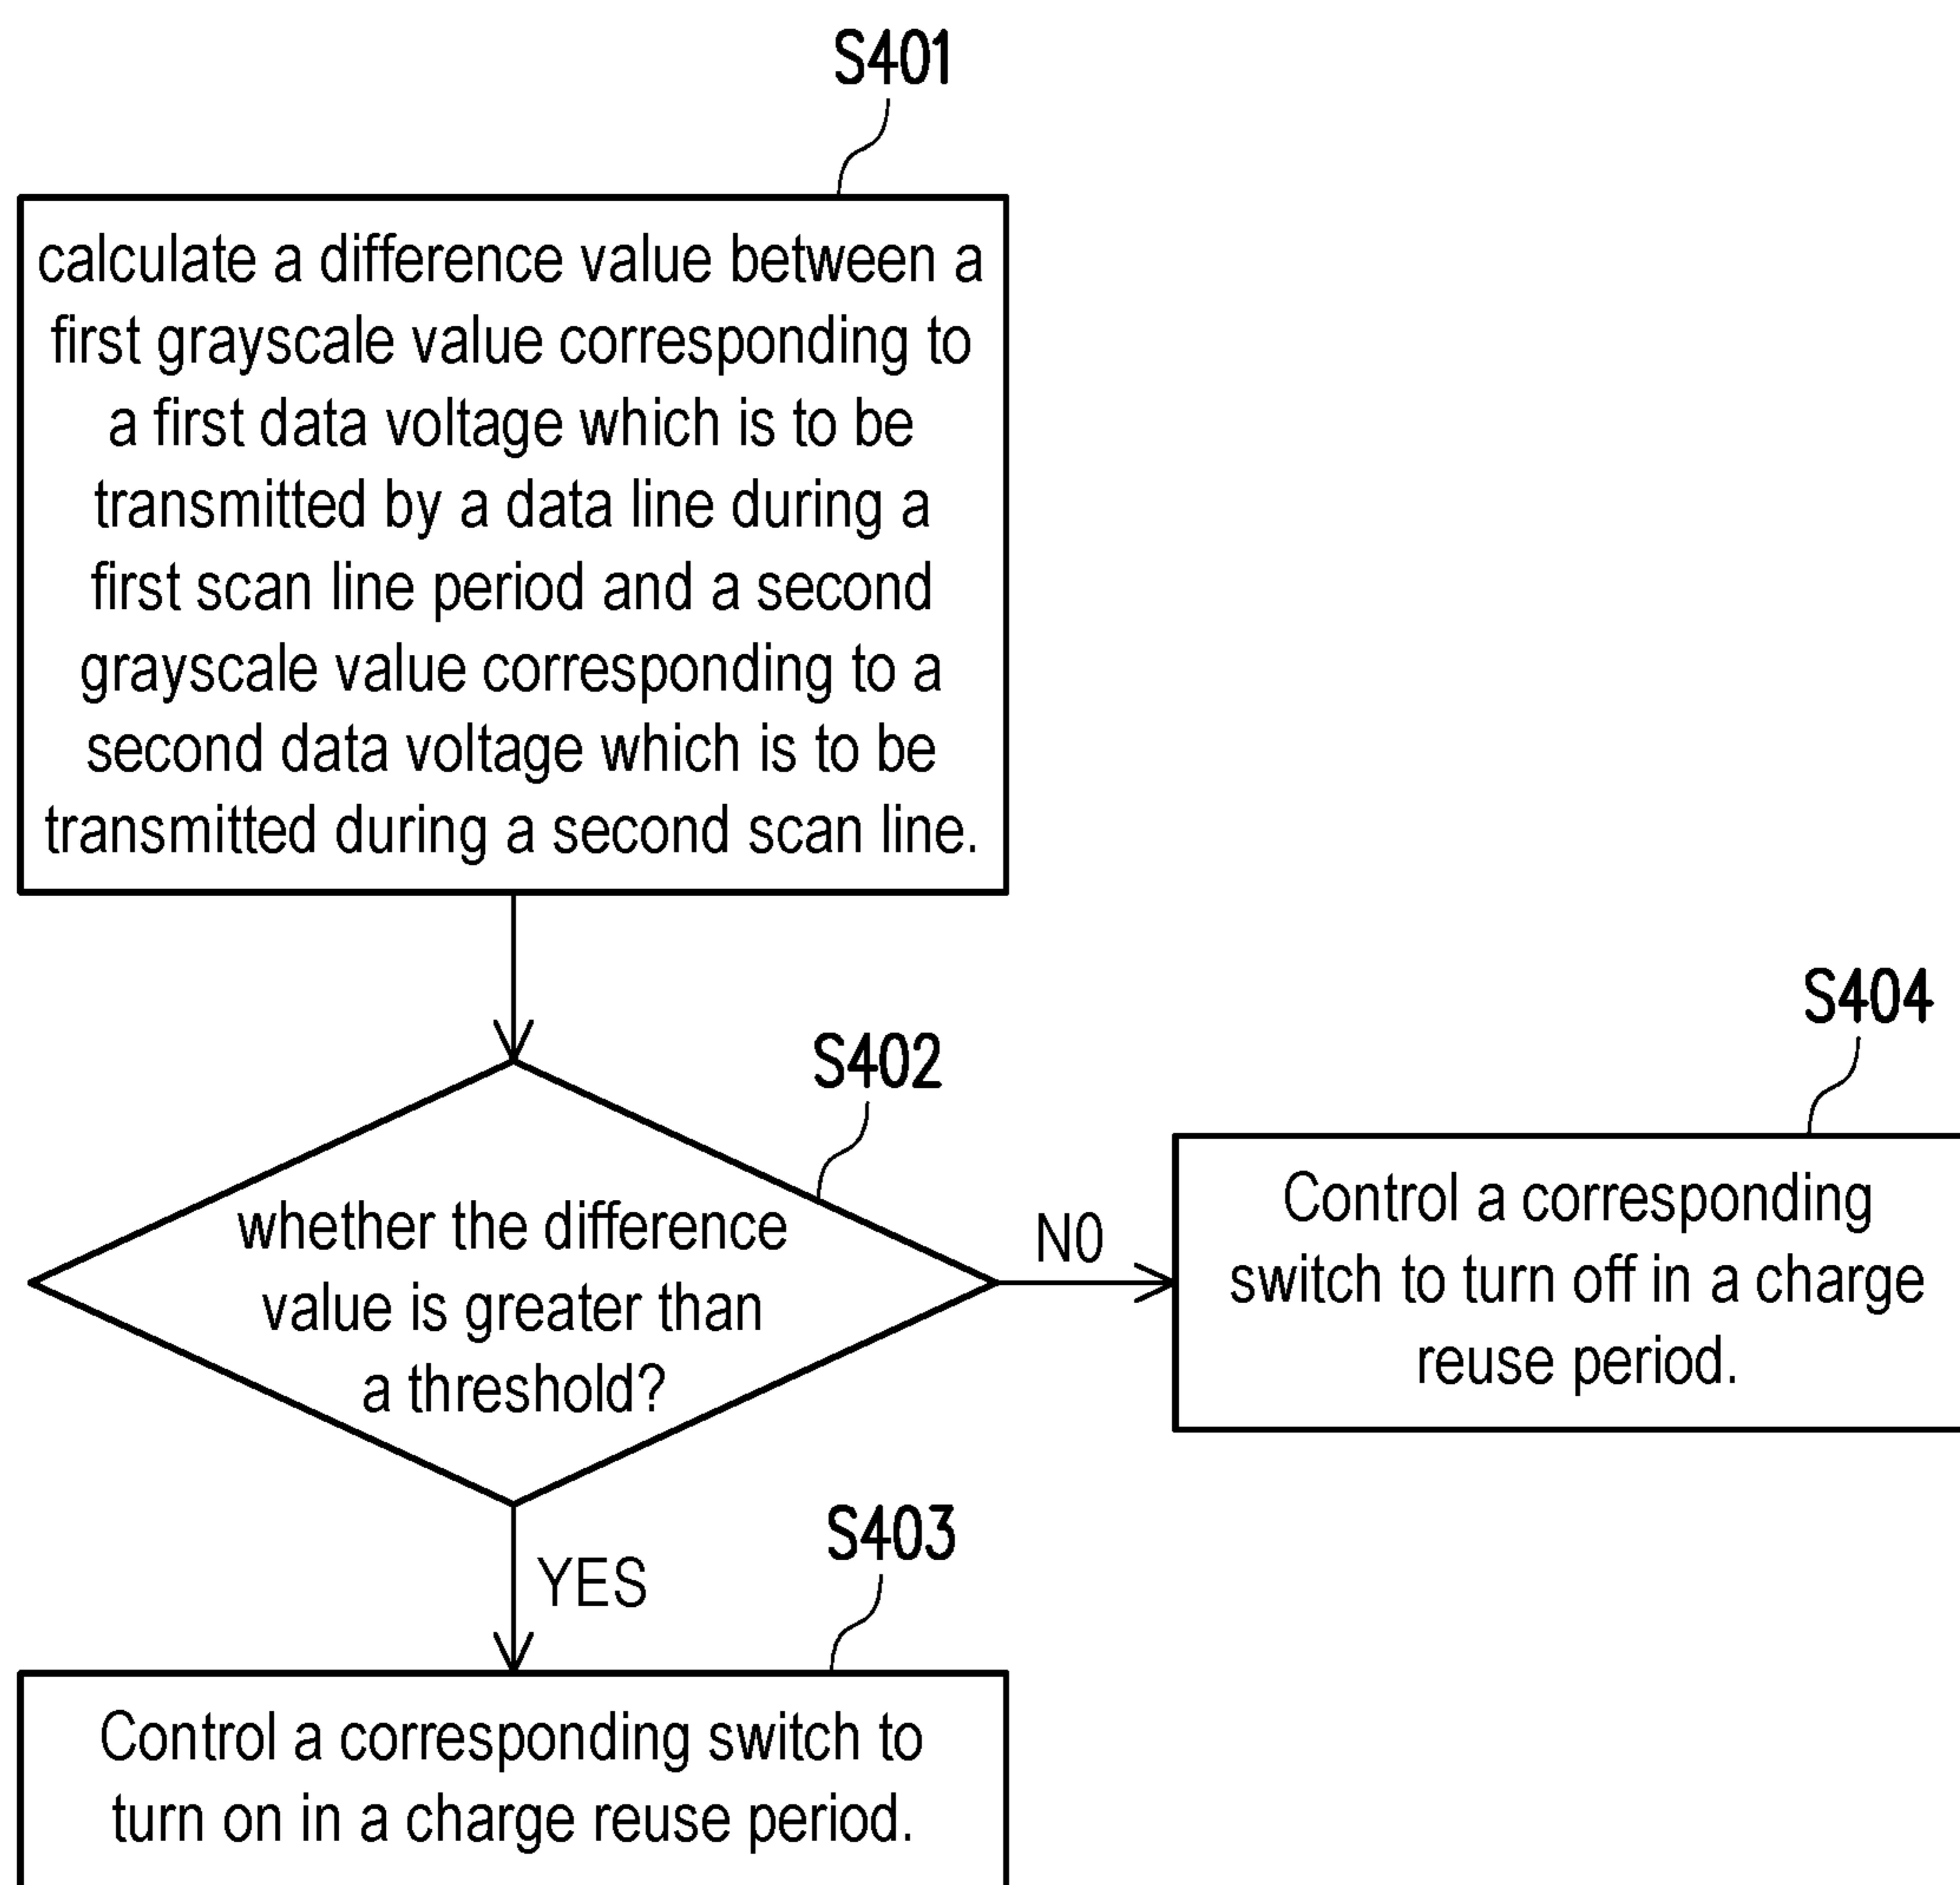 S401
calculate a difference value between a
first grayscale value corresponding to
a first data voltage which is to be
transmitted by a data line during a
first scan line period and a second
grayscale value corresponding to a
second data voltage which is to be
transmitted during a second scan line.
S402
whether the difference
value is greater than
a threshold?
NO
S404
Control a corresponding
switch to turn off in a charge
reuse period.
YES
S403
Control a corresponding switch to
turn on in a charge reuse period.